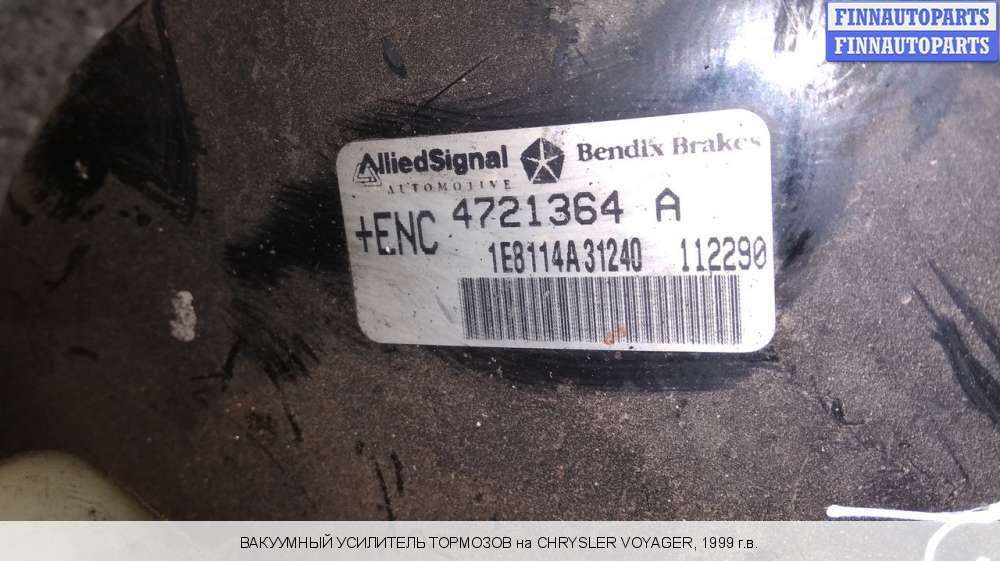 FINNAUTOPARTS
FINNAUTOPARTS
AlliedSignal
AUTOMOTIVE
Bendix Brakes
+ENC 4721364 A
1E8114A31240 112290
ВАКУУМНЫЙ УСИЛИТЕЛЬ ТОРМОЗОВ на CHRYSLER VOYAGER, 1999 г.в.